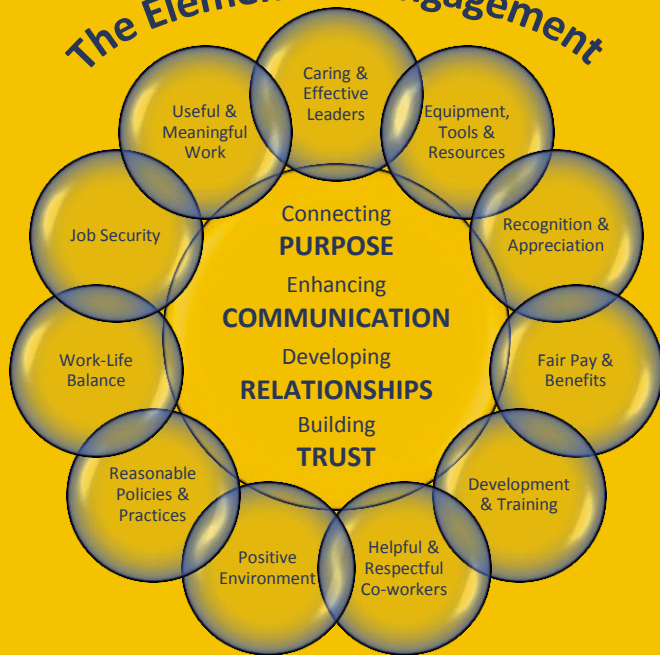 The Elemen
gagement
Caring &
Effective
Leaders
Equipment,
Tools &
Resources
Recognition &
Appreciation
Fair Pay &
Benefits
Development
& Training
Helpful &
Respectful
Co-workers
Positive
Environment
Reasonable
Policies &
Practices
Work-Life
Balance
Job Security
Useful &
Meaningful
Work
Connecting
PURPOSE
Enhancing
COMMUNICATION
Developing
RELATIONSHIPS
Building
TRUST